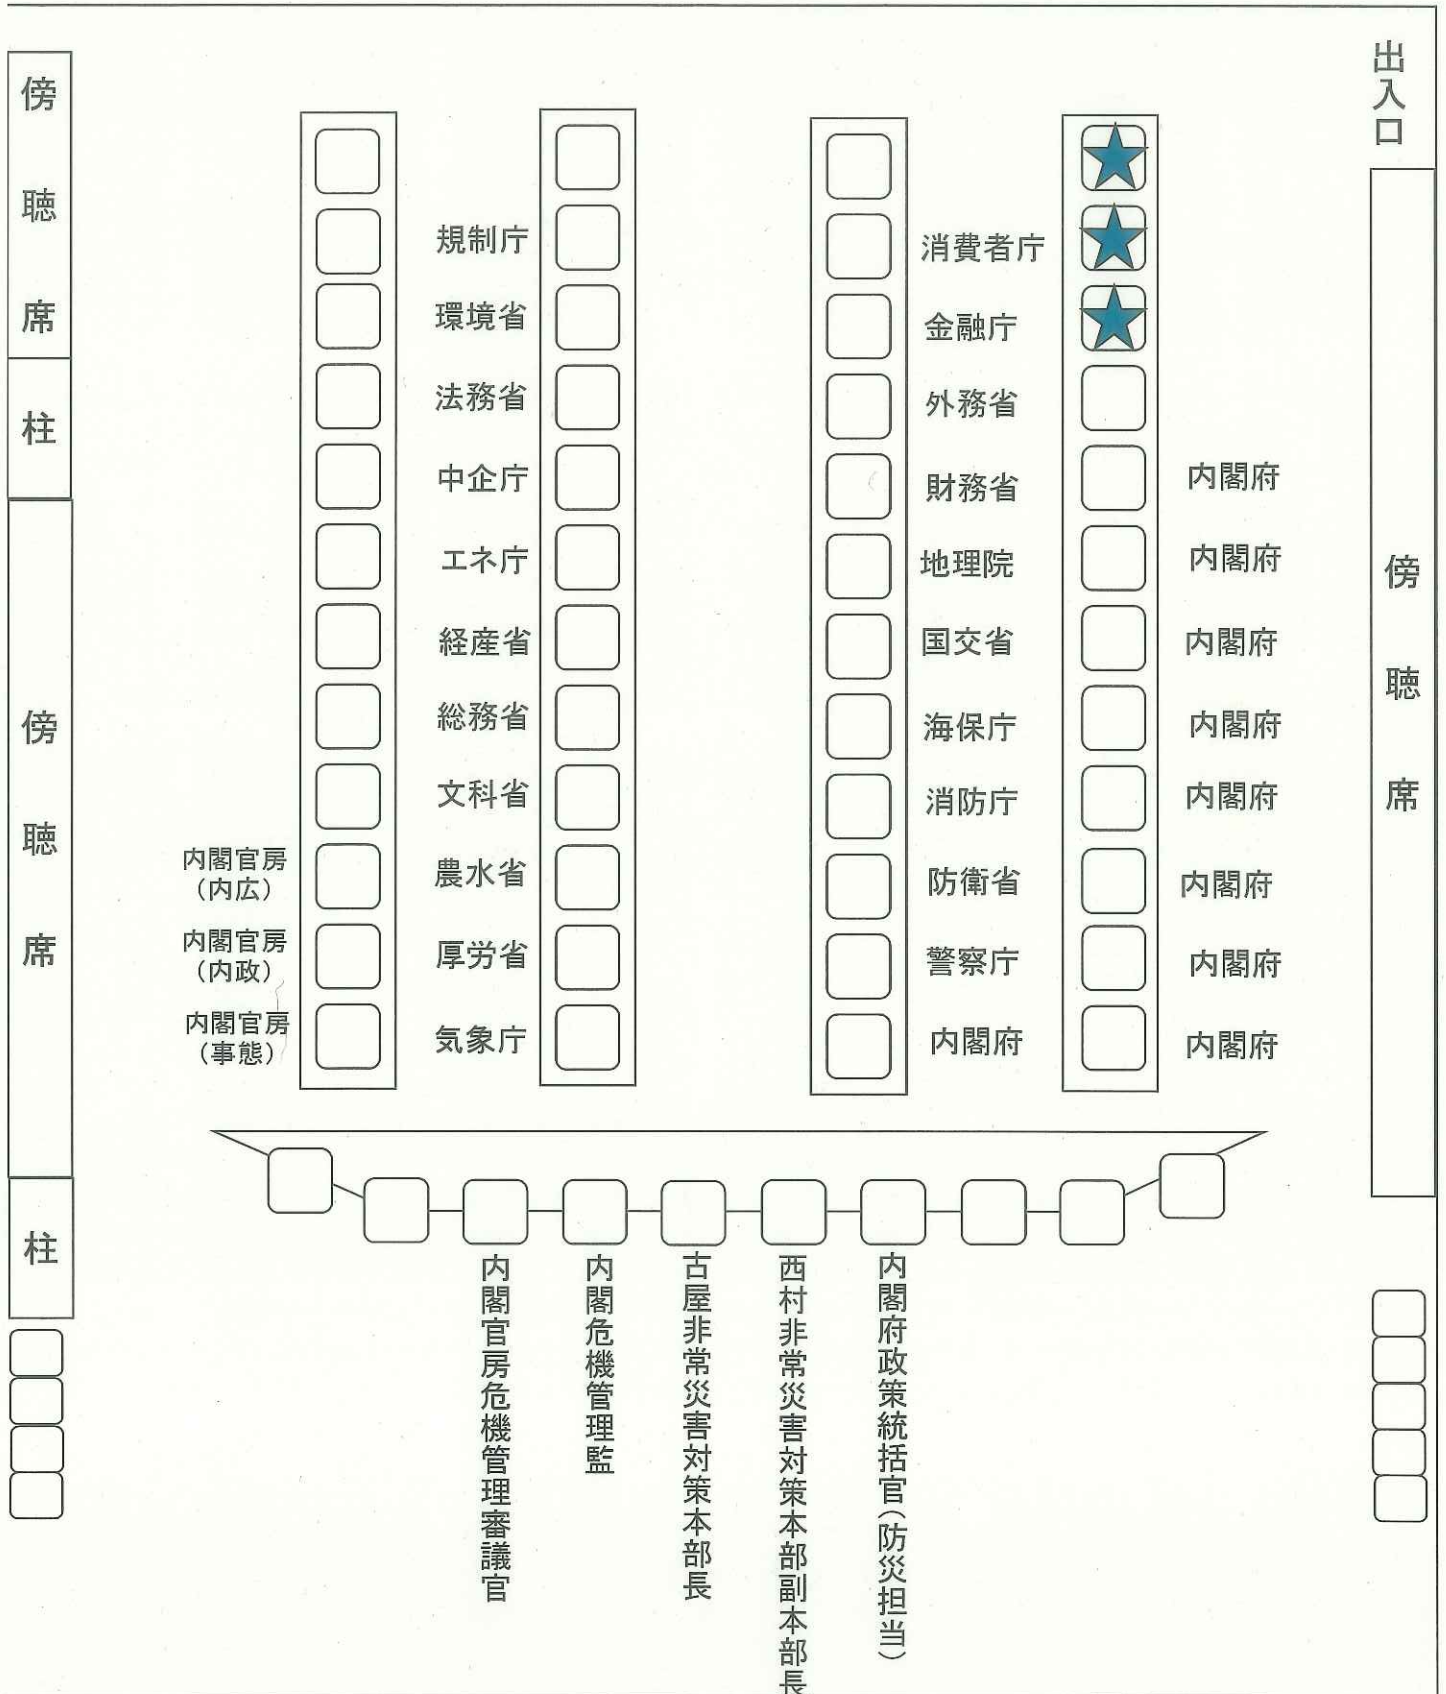 出入口
傍聴席
柱
傍聴席
柱
傍聴席
規制庁
環境省
法務省
中企庁
エネ庁
経産省
総務省
文科省
農水省
厚労省
気象庁
消費者庁
金融庁
外務省
財務省
地理院
国交省
海保庁
消防庁
防衛省
警察庁
内閣府
内閣府
内閣府
内閣府
内閣府
内閣府
内閣府
内閣府
内閣府
内閣官房
（内広）
内閣官房
（内政）
内閣官房
（事態）
内閣官房危機管理審議官
内閣危機管理監
古屋非常災害対策本部長
西村非常災害対策本部副本部長
内閣府政策統括官（防災担当）